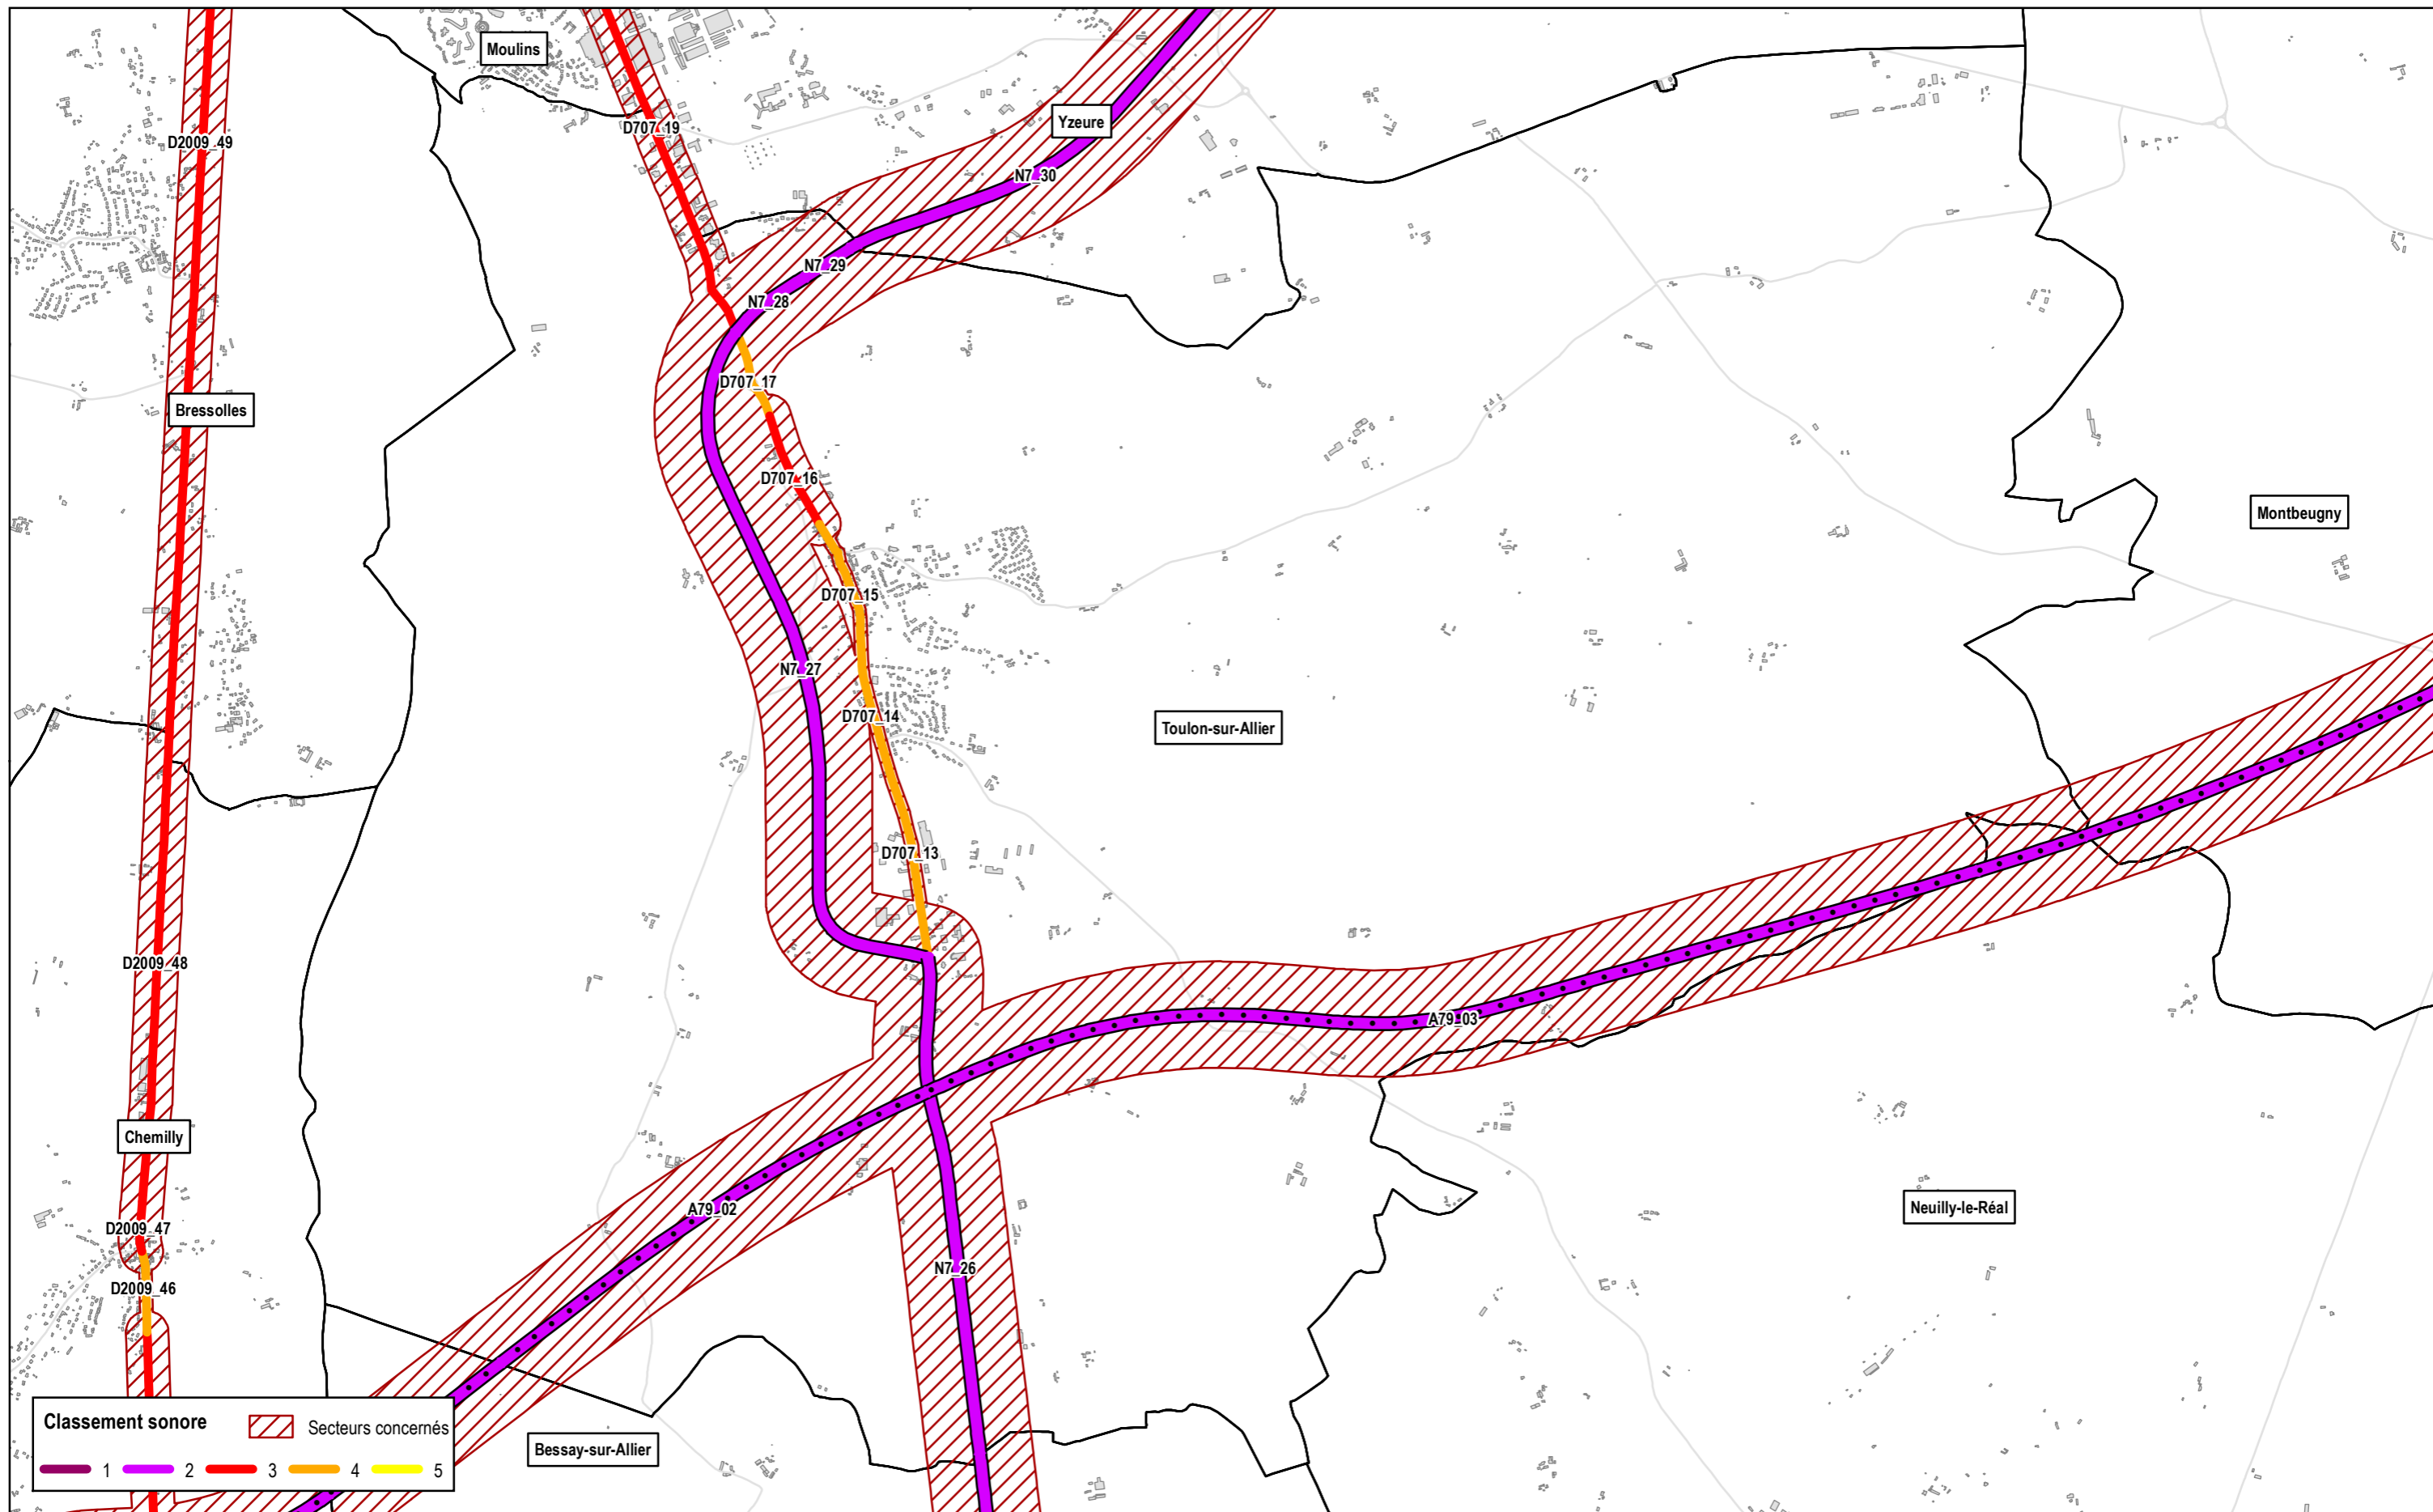 Moulins
D707_19
Yzeure
D2009_49
N7_30
N7_29
N7_28
D707_17
Bressolles
D707_16
Montbeugny
D707_15
N7_27
D707_14
Toulon-sur-Allier
D707_13
D2009_48
A79_03
Chemilly
A79_02
Neuilly-le-Réal
D2009_47
N7_26
D2009_46
Bessay-sur-Allier
Classement sonore
Secteurs concernés
1 2 3 4 5